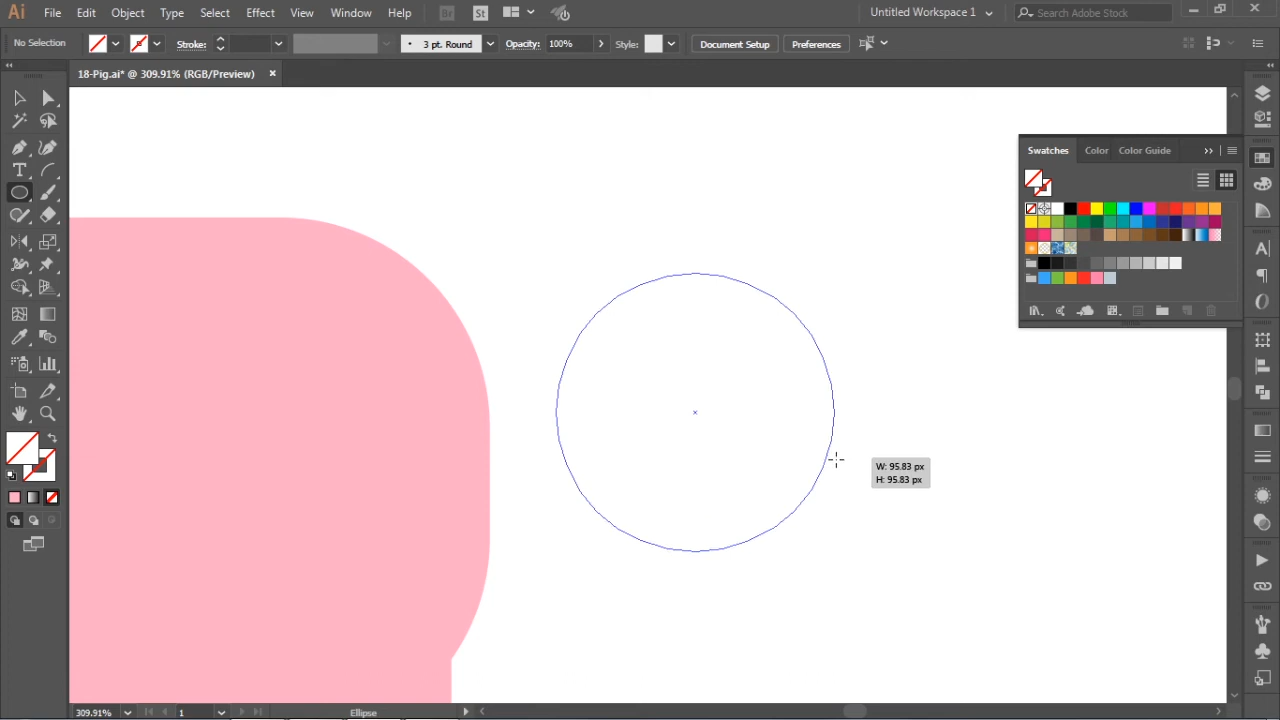 Ai File Edit Object Type Select Effect View Window Help Br St Untitled Workspace 1 Search Adobe Stock
No Selection Stroke: 3 pt. Round Opacity: 100% Style: Document Setup Preferences
18-Pig.ai* @ 309.91% (RGB/Preview)
Swatches Color Color Guide
W: 95.83 px
H: 95.83 px
309.91% 1 Ellipse